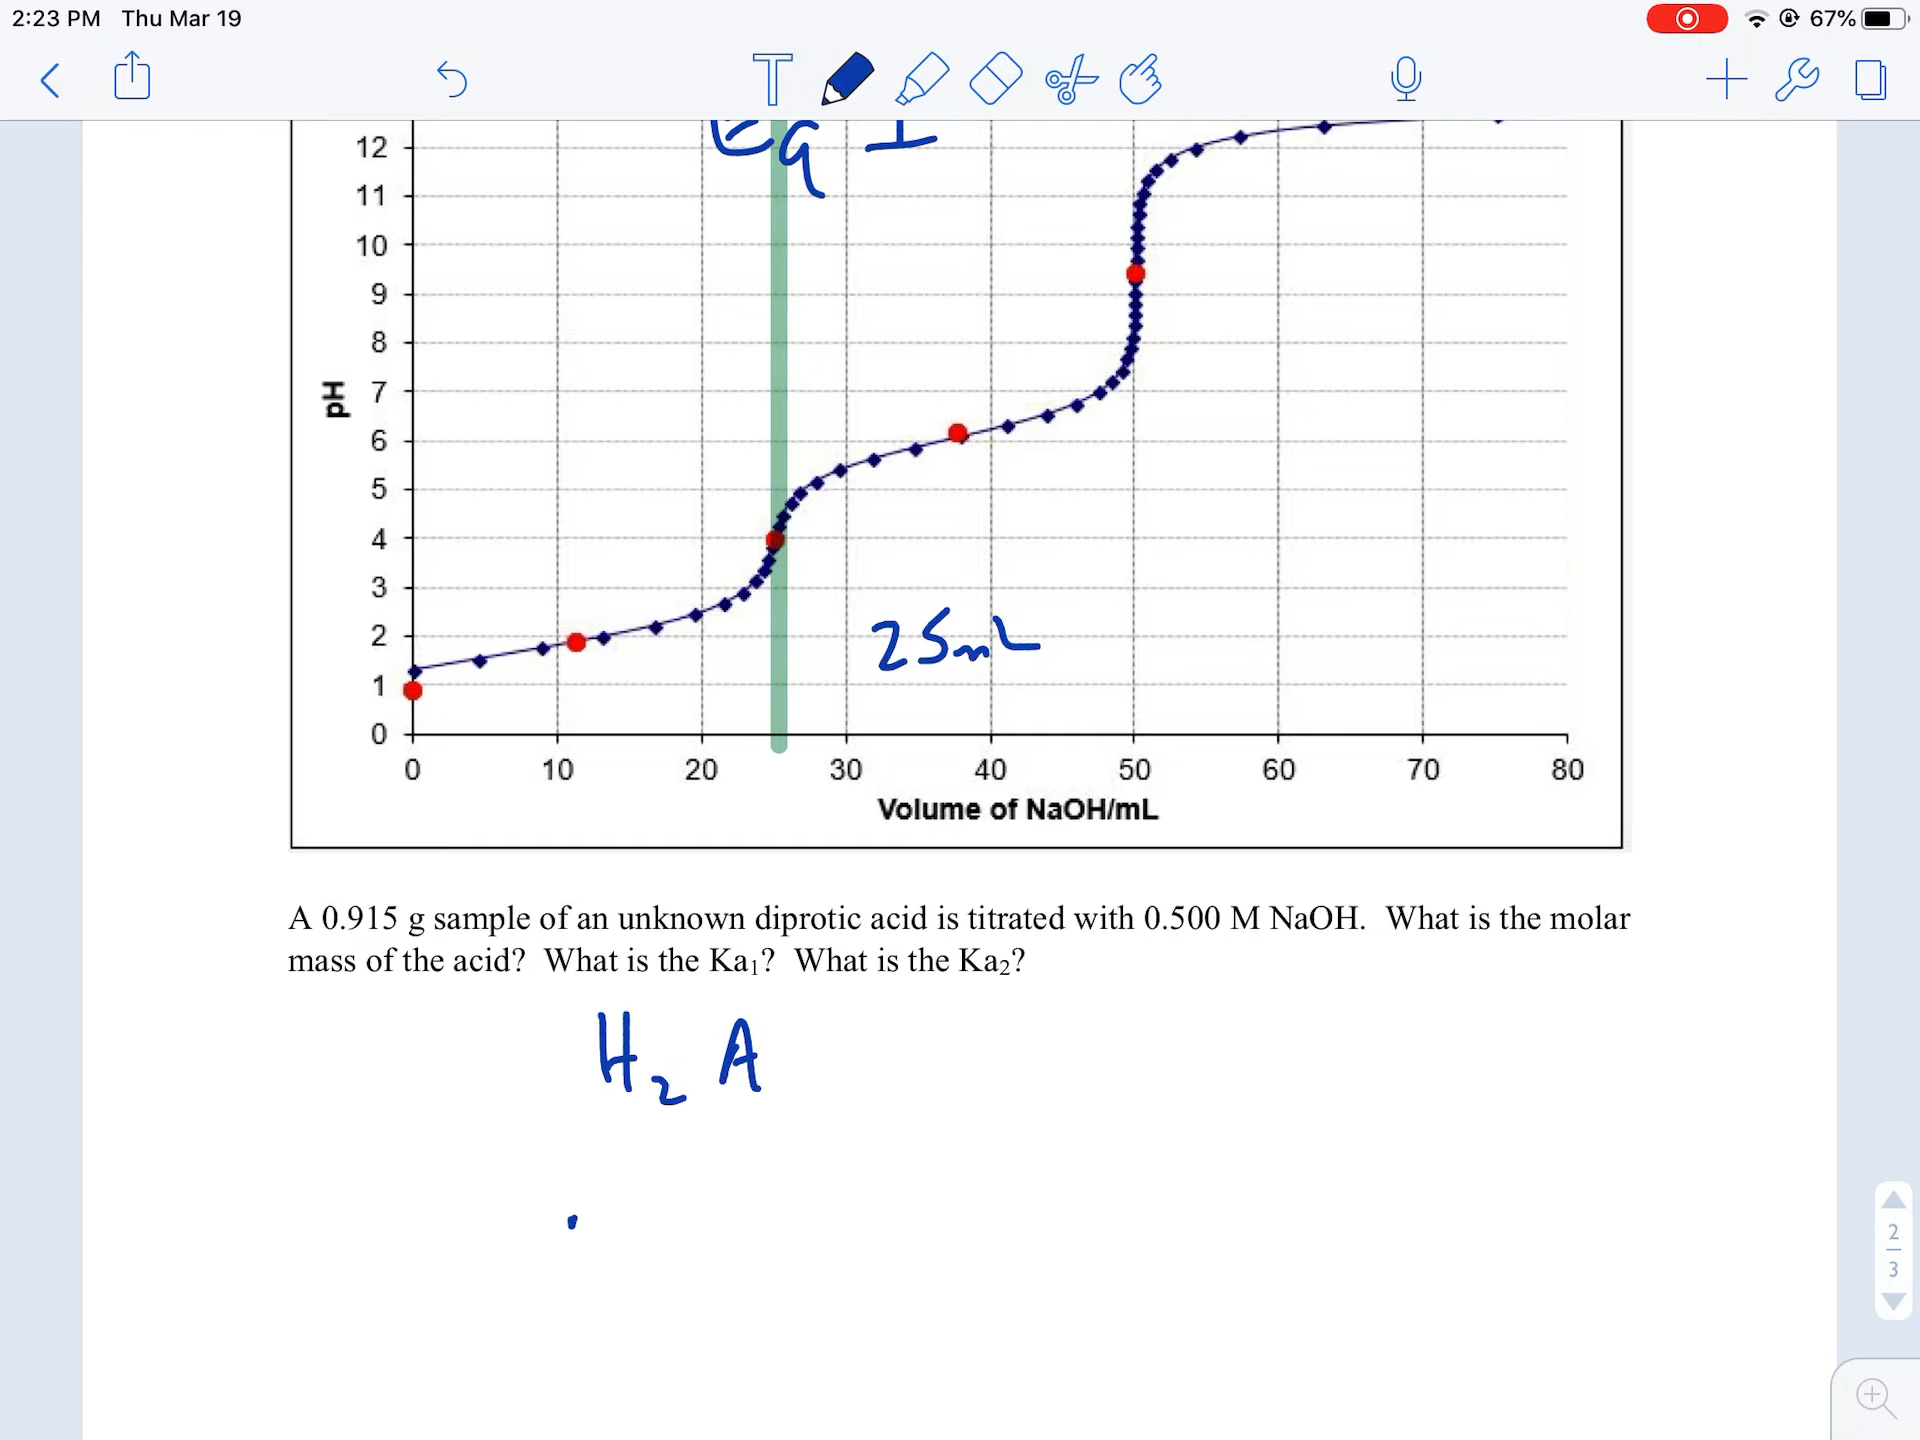 2:23 PM Thu Mar 19
67%
T
Eq I
12
11
10
9
8
7
6
5
4
3
2
1
0
pH
25mL
0 10 20 30 40 50 60 70 80
Volume of NaOH/mL
A 0.915 g sample of an unknown diprotic acid is titrated with 0.500 M NaOH. What is the molar
mass of the acid? What is the Ka₁? What is the Ka₂?
H₂ A
2
3